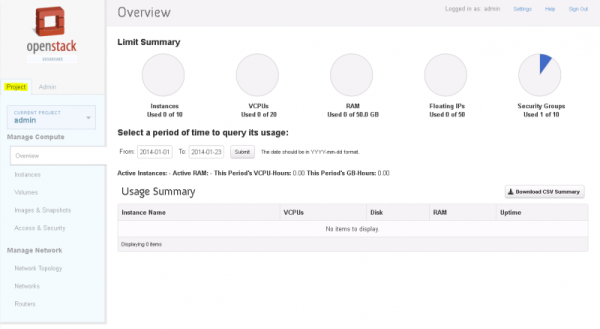 openstack
DASHBOARD
Project
Admin
CURRENT PROJECT
admin
Manage Compute
Overview
Instances
Volumes
Images & Snapshots
Access & Security
Manage Network
Network Topology
Networks
Routers
Overview
Logged in as: admin
Settings
Help
Sign Out
Limit Summary
Instances
Used 0 of 10
VCPUs
Used 0 of 20
RAM
Used 0 of 50.0 GB
Floating IPs
Used 0 of 50
Security Groups
Used 1 of 10
Select a period of time to query its usage:
From: 2014-01-01 To: 2014-01-23 Submit The date should be in YYYY-mm-dd format.
Active Instances: - Active RAM: - This Period's VCPU-Hours: 0.00 This Period's GB-Hours: 0.00
Usage Summary
Download CSV Summary
Instance Name VCPUs Disk RAM Uptime
No items to display.
Displaying 0 items